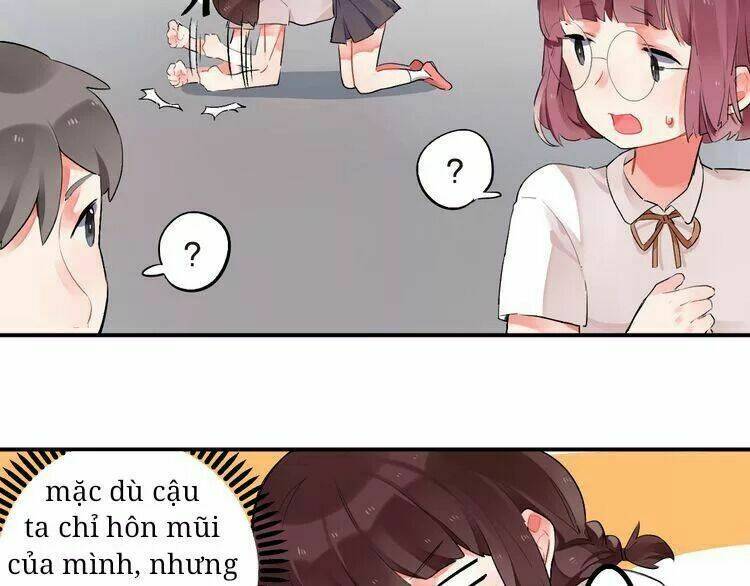 ?
?
mặc dù cậu
ta chỉ hôn mũi
của mình, nhưng